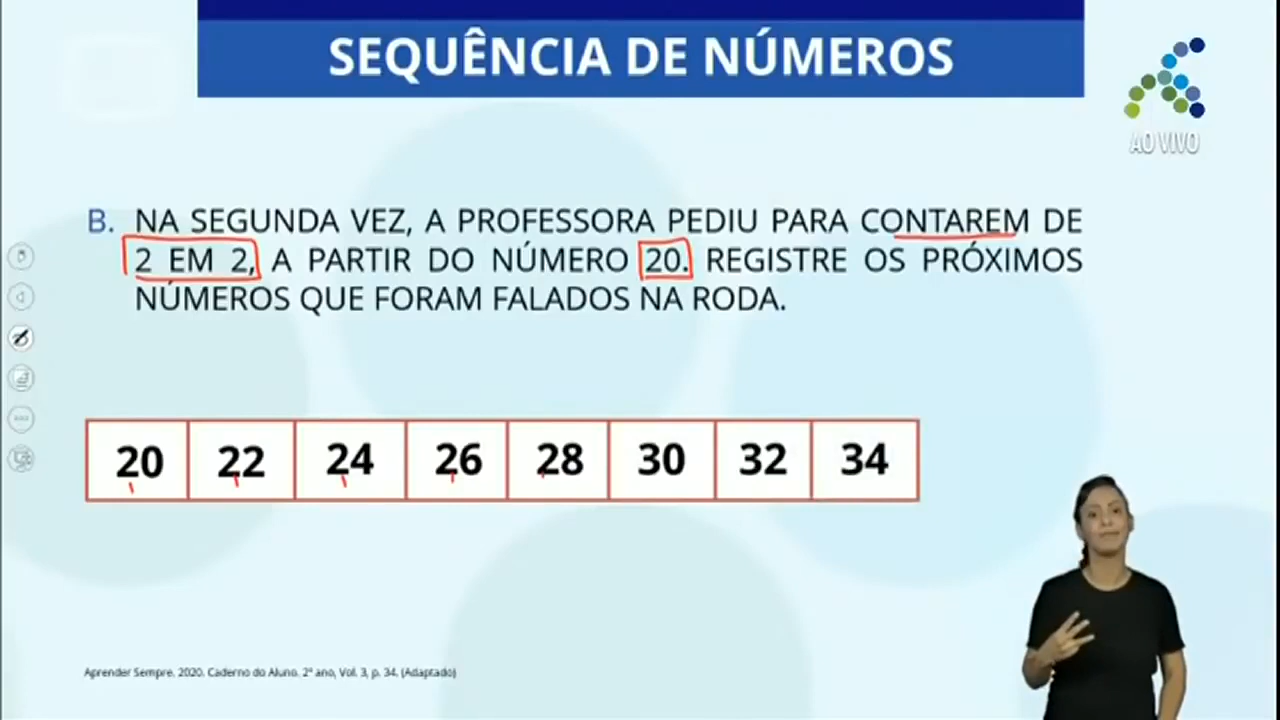 SEQUÊNCIA DE NÚMEROS
AO VIVO
B. NA SEGUNDA VEZ, A PROFESSORA PEDIU PARA CONTAREM DE
2 EM 2, A PARTIR DO NÚMERO 20. REGISTRE OS PRÓXIMOS
NÚMEROS QUE FORAM FALADOS NA RODA.
20 22 24 26 28 30 32 34
Aprender Sempre. 2020. Caderno do Aluno. 2º ano, Vol. 3, p. 34. (Adaptado)